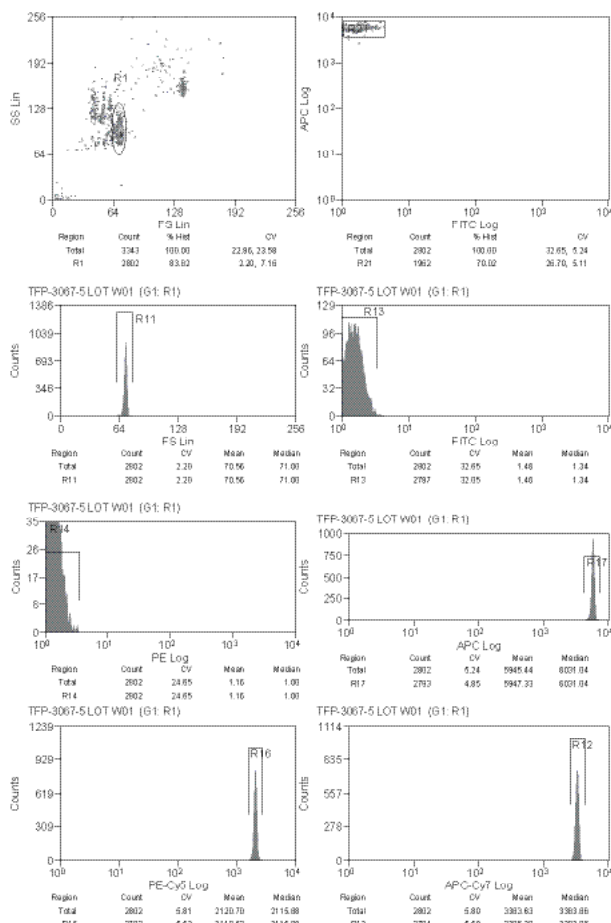 256
192
128
64
0
SS Lin
R1
0 64 128 192 256
FS Lin
Region Count % Hist CV
Total 3343 100.00 22.86, 23.58
R1 2802 83.82 2.20, 7.16
10⁴
10³
10²
10¹
10⁰
APC Log
10⁰ 10¹ 10² 10³ 10⁴
FITC Log
Region Count % Hist CV
Total 2802 100.00 32.65, 5.24
R21 1962 70.02 26.70, 5.11
TFP-3067-5 LOT W01 (G1: R1)
1386
1039
693
346
0
Counts
R11
0 64 128 192 256
FS Lin
Region Count CV Mean Median
Total 2802 2.20 70.56 71.00
R11 2802 2.20 70.56 71.00
TFP-3067-5 LOT W01 (G1: R1)
129
96
64
32
0
Counts
R13
10⁰ 10¹ 10² 10³ 10⁴
FITC Log
Region Count CV Mean Median
Total 2802 32.65 1.48 1.34
R13 2797 32.05 1.48 1.34
TFP-3067-5 LOT W01 (G1: R1)
35
26
17
8
0
Counts
R14
10⁰ 10¹ 10² 10³ 10⁴
PE Log
Region Count CV Mean Median
Total 2802 24.65 1.16 1.00
R14 2802 24.65 1.16 1.00
TFP-3067-5 LOT W01 (G1: R1)
1000
750
500
250
0
Counts
R17
10⁰ 10¹ 10² 10³ 10⁴
APC Log
Region Count CV Mean Median
Total 2802 5.24 5945.44 6031.04
R17 2793 4.85 5947.33 6031.04
TFP-3067-5 LOT W01 (G1: R1)
1239
929
619
309
0
Counts
R16
10⁰ 10¹ 10² 10³ 10⁴
PE-Cy5 Log
Region Count CV Mean Median
Total 2802 5.81 2120.70 2115.88
TFP-3067-5 LOT W01 (G1: R1)
1114
835
557
278
0
Counts
R12
10⁰ 10¹ 10² 10³ 10⁴
APC-Cy7 Log
Region Count CV Mean Median
Total 2802 5.80 3383.63 3383.86